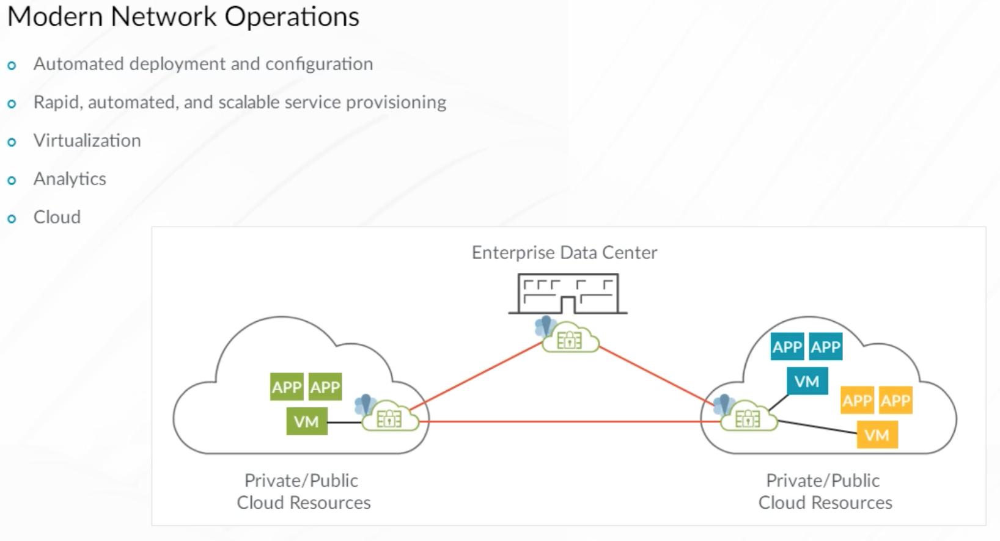 Modern Network Operations
Automated deployment and configuration
Rapid, automated, and scalable service provisioning
Virtualization
Analytics
Cloud
Enterprise Data Center
APP APP
VM
APP APP
VM
APP APP
VM
Private/Public
Cloud Resources
Private/Public
Cloud Resources